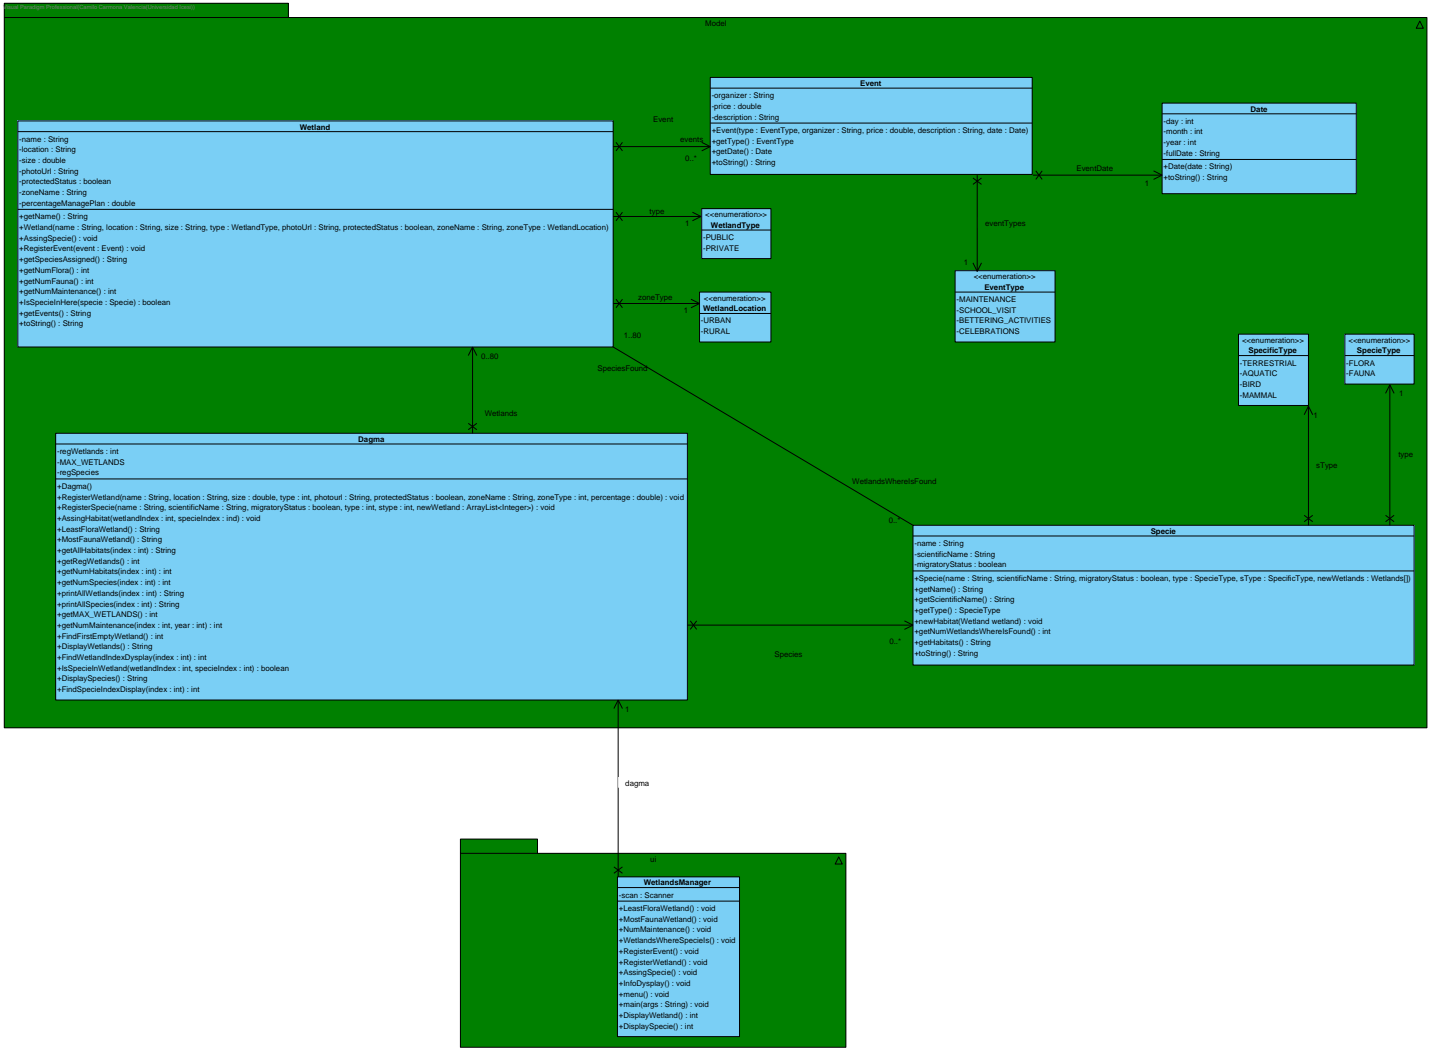 Visual Paradigm Professional(Camilo Carmona Valencia(Universidad Icesi))
Model
Event
-organizer : String
-price : double
-description : String
+Event(type : EventType, organizer : String, price : double, description : String, date : Date)
+getType() : EventType
+getDate() : Date
+toString() : String
Date
-day : int
-month : int
-year : int
-fullDate : String
+Date(date : String)
+toString() : String
Wetland
-name : String
-location : String
-size : double
-photoUrl : String
-protectedStatus : boolean
-zoneName : String
-percentageManagePlan : double
+getName() : String
+Wetland(name : String, location : String, size : String, type : WetlandType, photoUrl : String, protectedStatus : boolean, zoneName : String, zoneType : WetlandLocation)
+AssingSpecie() : void
+RegisterEvent(event : Event) : void
+getSpeciesAssigned() : String
+getNumFlora() : int
+getNumFauna() : int
+getNumMaintenance() : int
+IsSpecieInHere(specie : Specie) : boolean
+getEvents() : String
+toString() : String
Event
events
0..*
EventDate
1
type
1
<<enumeration>>
WetlandType
-PUBLIC
-PRIVATE
eventTypes
1
<<enumeration>>
EventType
-MAINTENANCE
-SCHOOL_VISIT
-BETTERING_ACTIVITIES
-CELEBRATIONS
zoneType
1
<<enumeration>>
WetlandLocation
-URBAN
-RURAL
<<enumeration>>
SpecificType
-TERRESTRIAL
-AQUATIC
-BIRD
-MAMMAL
<<enumeration>>
SpecieType
-FLORA
-FAUNA
1..80
SpeciesFound
0..80
Wetlands
1
1
sType
type
WetlandsWhereIsFound
0..*
Dagma
-regWetlands : int
-MAX_WETLANDS
-regSpecies
+Dagma()
+RegisterWetland(name : String, location : String, size : double, type : int, photourl : String, protectedStatus : boolean, zoneName : String, zoneType : int, percentage : double) : void
+RegisterSpecie(name : String, scientificName : String, migratoryStatus : boolean, type : int, stype : int, newWetland : ArrayList<Integer>) : void
+AssingHabitat(wetlandIndex : int, specieIndex : ind) : void
+LeastFloraWetland() : String
+MostFaunaWetland() : String
+getAllHabitats(index : int) : String
+getRegWetlands() : int
+getNumHabitats(index : int) : int
+getNumSpecies(index : int) : int
+printAllWetlands(index : int) : String
+printAllSpecies(index : int) : String
+getMAX_WETLANDS() : int
+getNumMaintenance(index : int, year : int) : int
+FindFirstEmptyWetland() : int
+DisplayWetlands() : String
+FindWetlandIndexDysplay(index : int) : int
+IsSpecieInWetland(wetlandIndex : int, specieIndex : int) : boolean
+DisplaySpecies() : String
+FindSpecieIndexDisplay(index : int) : int
Specie
-name : String
-scientificName : String
-migratoryStatus : boolean
+Specie(name : String, scientificName : String, migratoryStatus : boolean, type : SpecieType, sType : SpecificType, newWetlands : Wetlands[])
+getName() : String
+getScientificName() : String
+getType() : SpecieType
+newHabitat(Wetland wetland) : void
+getNumWetlandsWhereIsFound() : int
+getHabitats() : String
+toString() : String
0..*
Species
1
dagma
ui
WetlandsManager
-scan : Scanner
+LeastFloraWetland() : void
+MostFaunaWetland() : void
+NumMaintenance() : void
+WetlandsWhereSpecieIs() : void
+RegisterEvent() : void
+RegisterWetland() : void
+AssingSpecie() : void
+InfoDysplay() : void
+menu() : void
+main(args : String) : void
+DisplayWetland() : int
+DisplaySpecie() : int